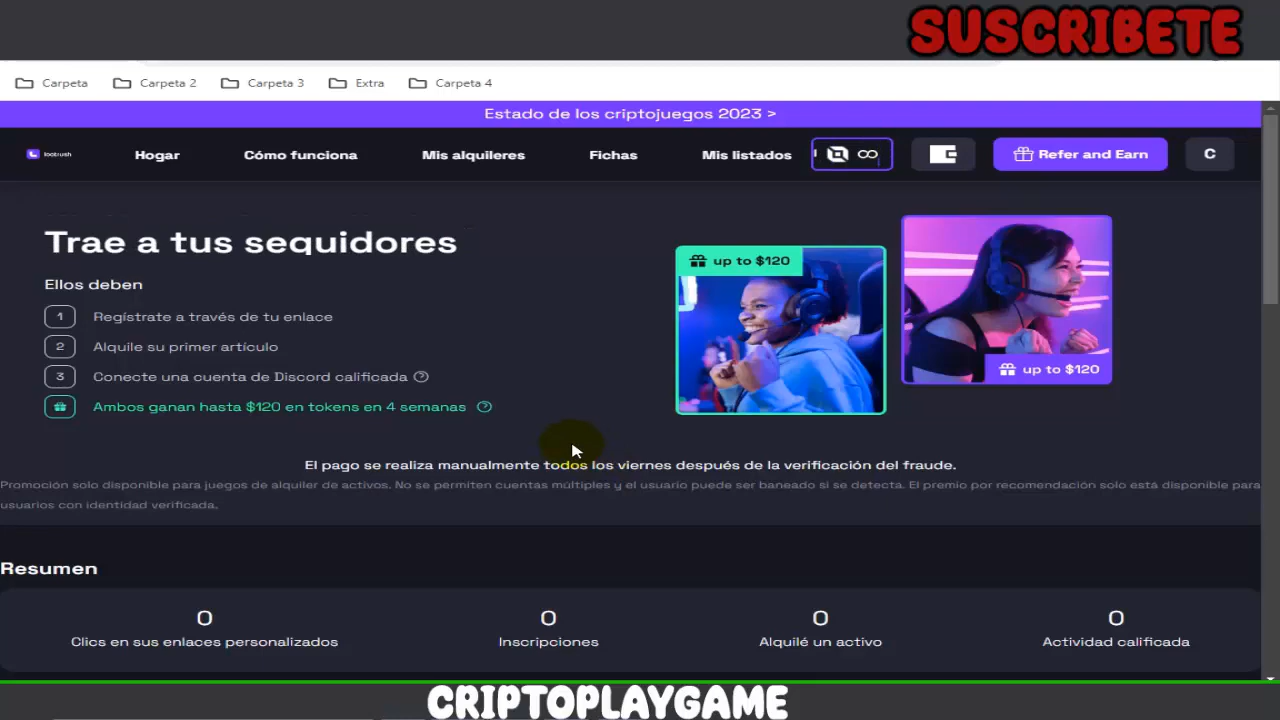 SUSCRIBETE
Carpeta Carpeta 2 Carpeta 3 Extra Carpeta 4
Estado de los criptojuegos 2023 >
lootrush Hogar Cómo funciona Mis alquileres Fichas Mis listados Refer and Earn C
Trae a tus seguidores
Ellos deben
1 Regístrate a través de tu enlace
2 Alquile su primer artículo
3 Conecte una cuenta de Discord calificada ?
Ambos ganan hasta $120 en tokens en 4 semanas ?
up to $120
up to $120
El pago se realiza manualmente todos los viernes después de la verificación del fraude.
Promoción solo disponible para juegos de alquiler de activos. No se permiten cuentas múltiples y el usuario puede ser baneado si se detecta. El premio por recomendación solo está disponible para
usuarios con identidad verificada.
Resumen
0 0 0 0
Clics en sus enlaces personalizados Inscripciones Alquilé un activo Actividad calificada
CRIPTOPLAYGAME